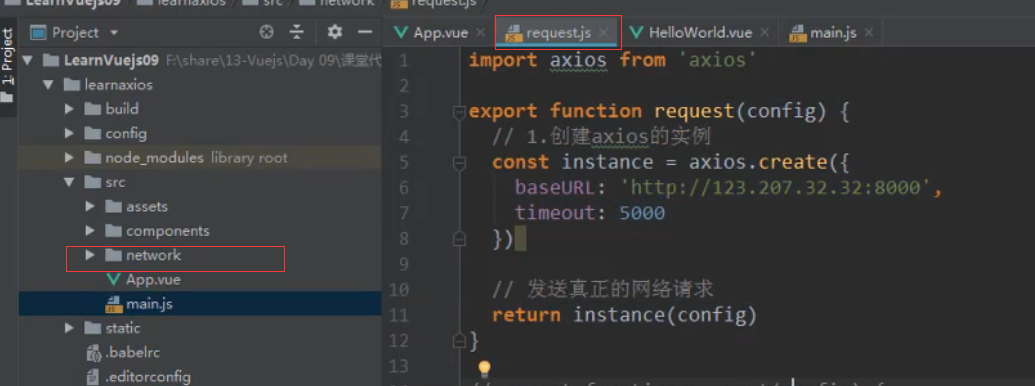 LearnVuejs09 learnaxios src network request.js
Project
App.vue request.js HelloWorld.vue main.js
1: Project
LearnVuejs09 F:\share\13-Vuejs\Day 09\课堂代
learnaxios
build
config
node_modules library root
src
assets
components
network
App.vue
main.js
static
.babelrc
.editorconfig
1 import axios from 'axios'
2
3 export function request(config) {
4 // 1.创建axios的实例
5 const instance = axios.create({
6 baseURL: 'http://123.207.32.32:8000',
7 timeout: 5000
8 })
9
10 // 发送真正的网络请求
11 return instance(config)
12 }
13